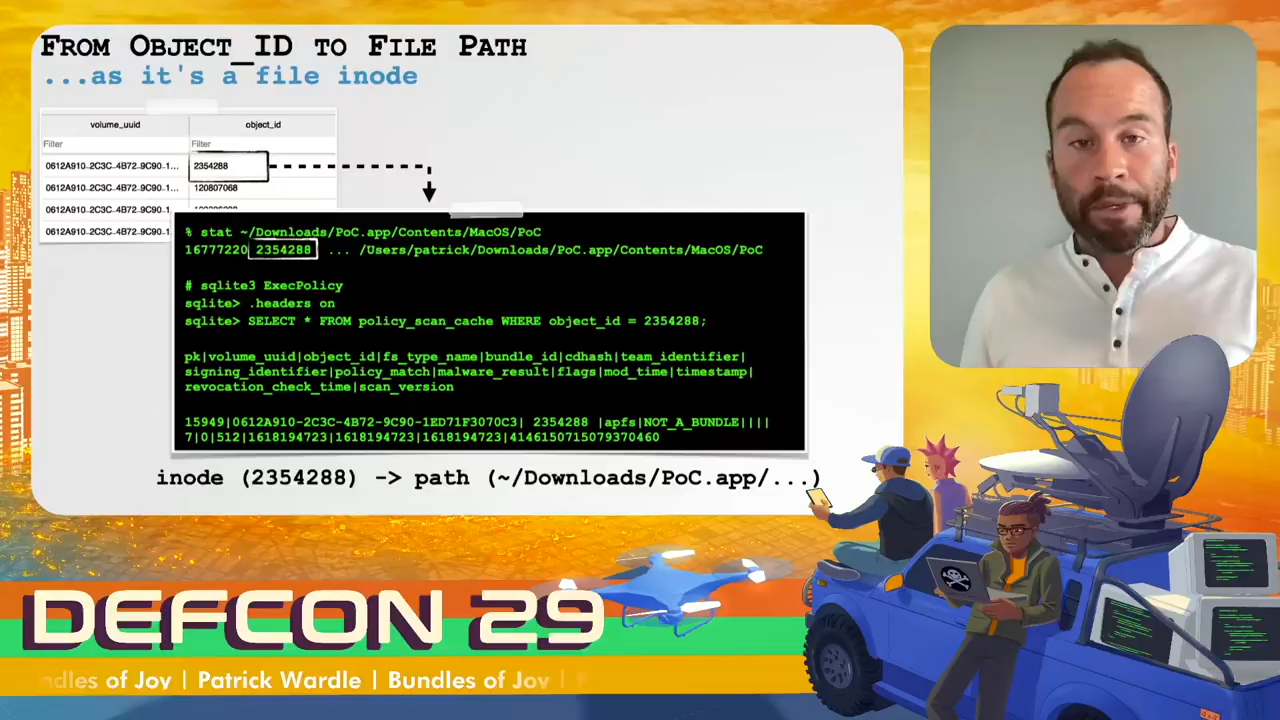 From Object_ID to File Path
...as it's a file inode
volume_uuid object_id
Filter Filter
0612A910-2C3C-4B72-9C90-1... 2354288
0612A910-2C3C-4B72-9C90-1... 120807068
0612A910-2C3C-4B72-9C90-1
0612A910-2C3C-4B72-9C90-1
% stat ~/Downloads/PoC.app/Contents/MacOS/PoC
16777220 2354288 ... /Users/patrick/Downloads/PoC.app/Contents/MacOS/PoC
# sqlite3 ExecPolicy
sqlite> .headers on
sqlite> SELECT * FROM policy_scan_cache WHERE object_id = 2354288;
pk|volume_uuid|object_id|fs_type_name|bundle_id|cdhash|team_identifier|
signing_identifier|policy_match|malware_result|flags|mod_time|timestamp|
revocation_check_time|scan_version
15949|0612A910-2C3C-4B72-9C90-1ED71F3070C3| 2354288 |apfs|NOT_A_BUNDLE||||
7|0|512|1618194723|1618194723|1618194723|4146150715079370460
inode (2354288) -> path (~/Downloads/PoC.app/...)
DEFCON 29
ndles of Joy | Patrick Wardle | Bundles of Joy |